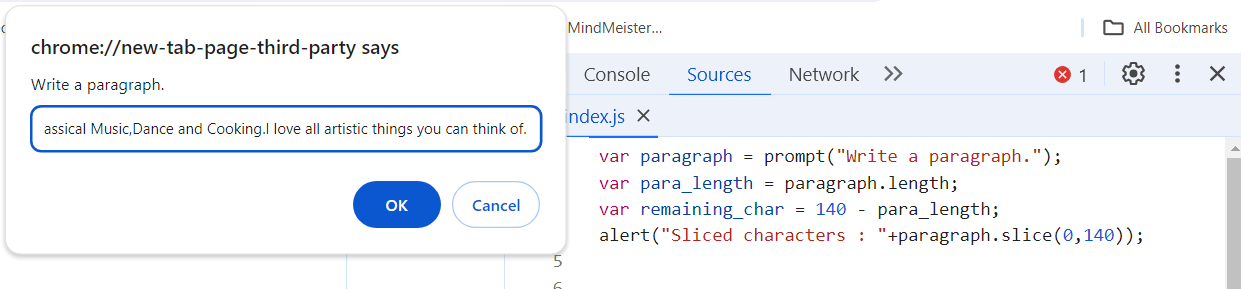 MindMeister...
All Bookmarks
chrome://new-tab-page-third-party says
Write a paragraph.
assical Music,Dance and Cooking.I love all artistic things you can think of.
OK
Cancel
Console
Sources
Network
1
index.js
var paragraph = prompt("Write a paragraph.");
var para_length = paragraph.length;
var remaining_char = 140 - para_length;
alert("Sliced characters : "+paragraph.slice(0,140));
5